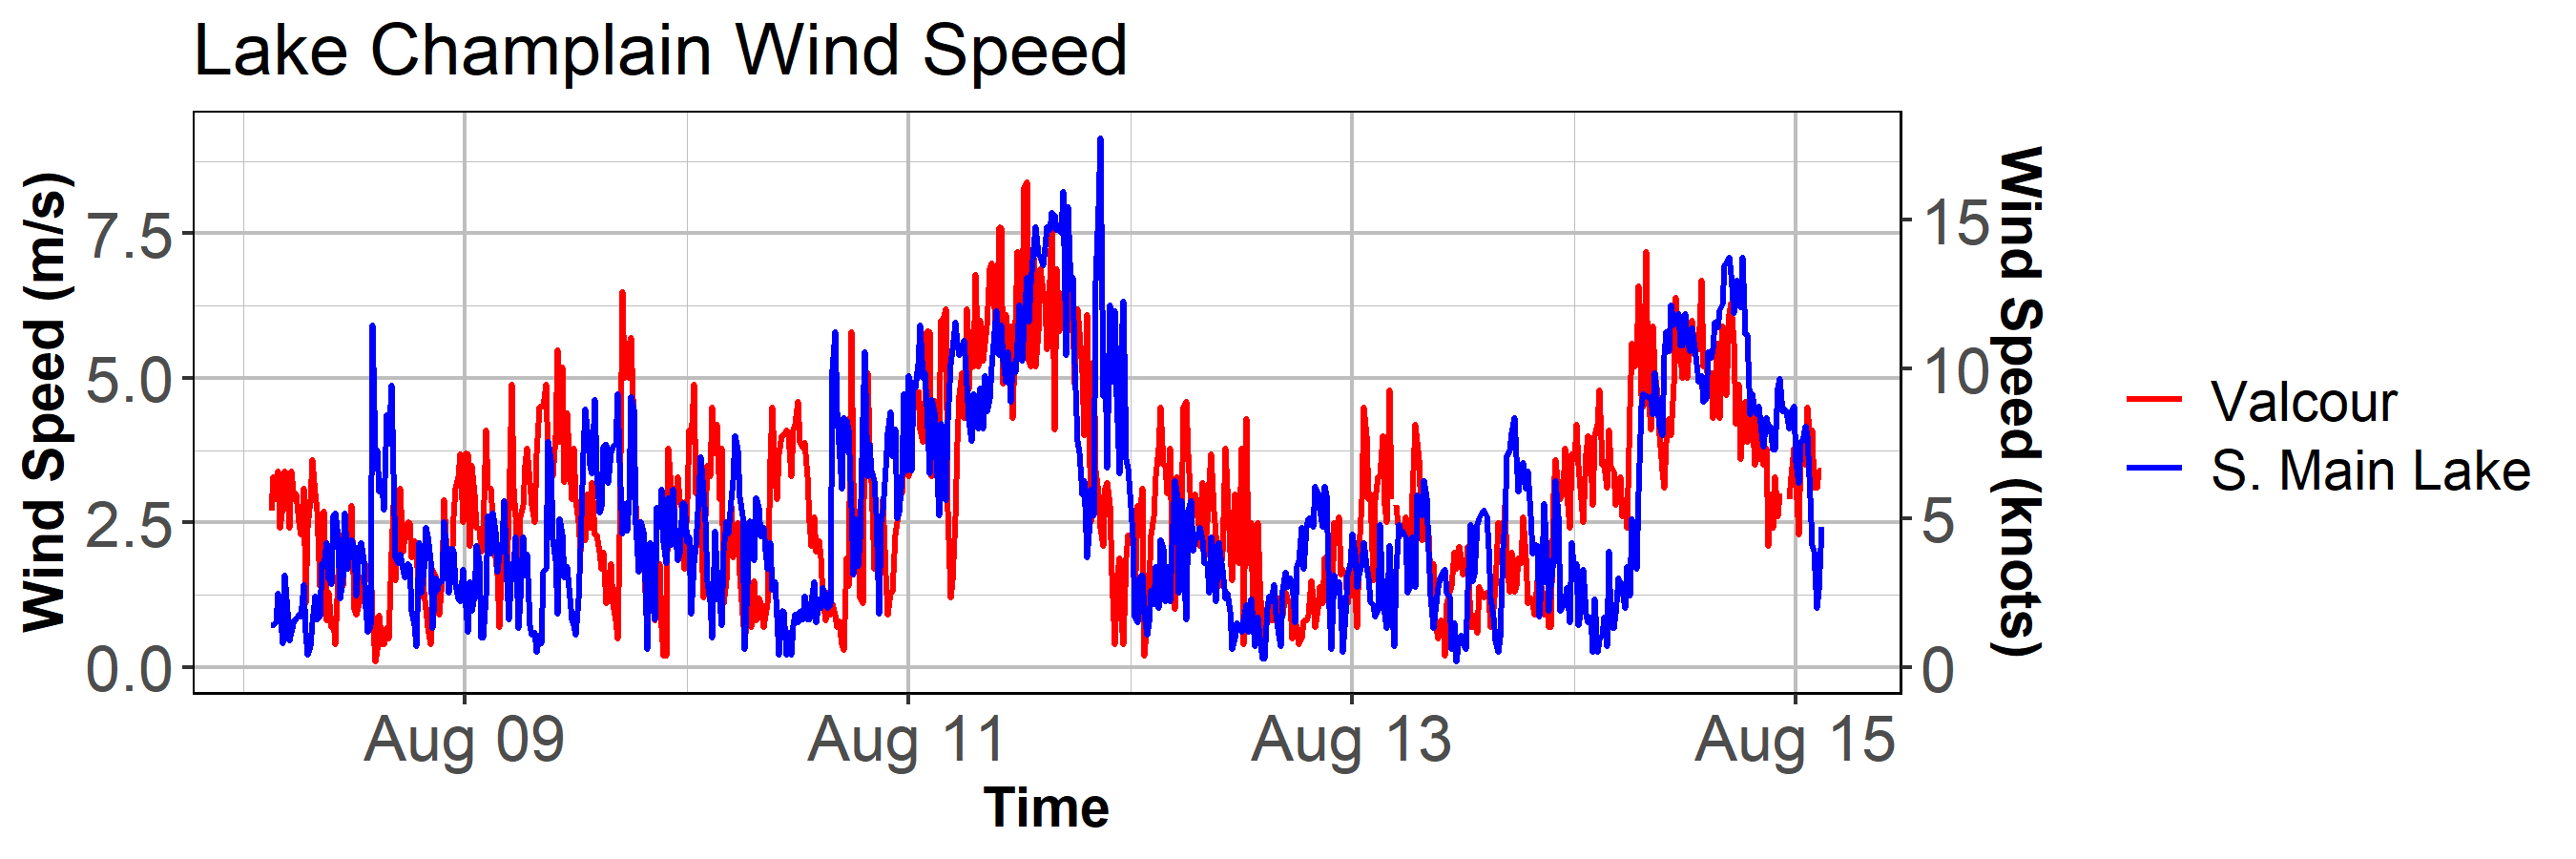 Lake Champlain Wind Speed
Wind Speed (m/s)
7.5
5.0
2.5
0.0
15
10
5
0
Wind Speed (knots)
Valcour
S. Main Lake
Aug 09
Aug 11
Aug 13
Aug 15
Time